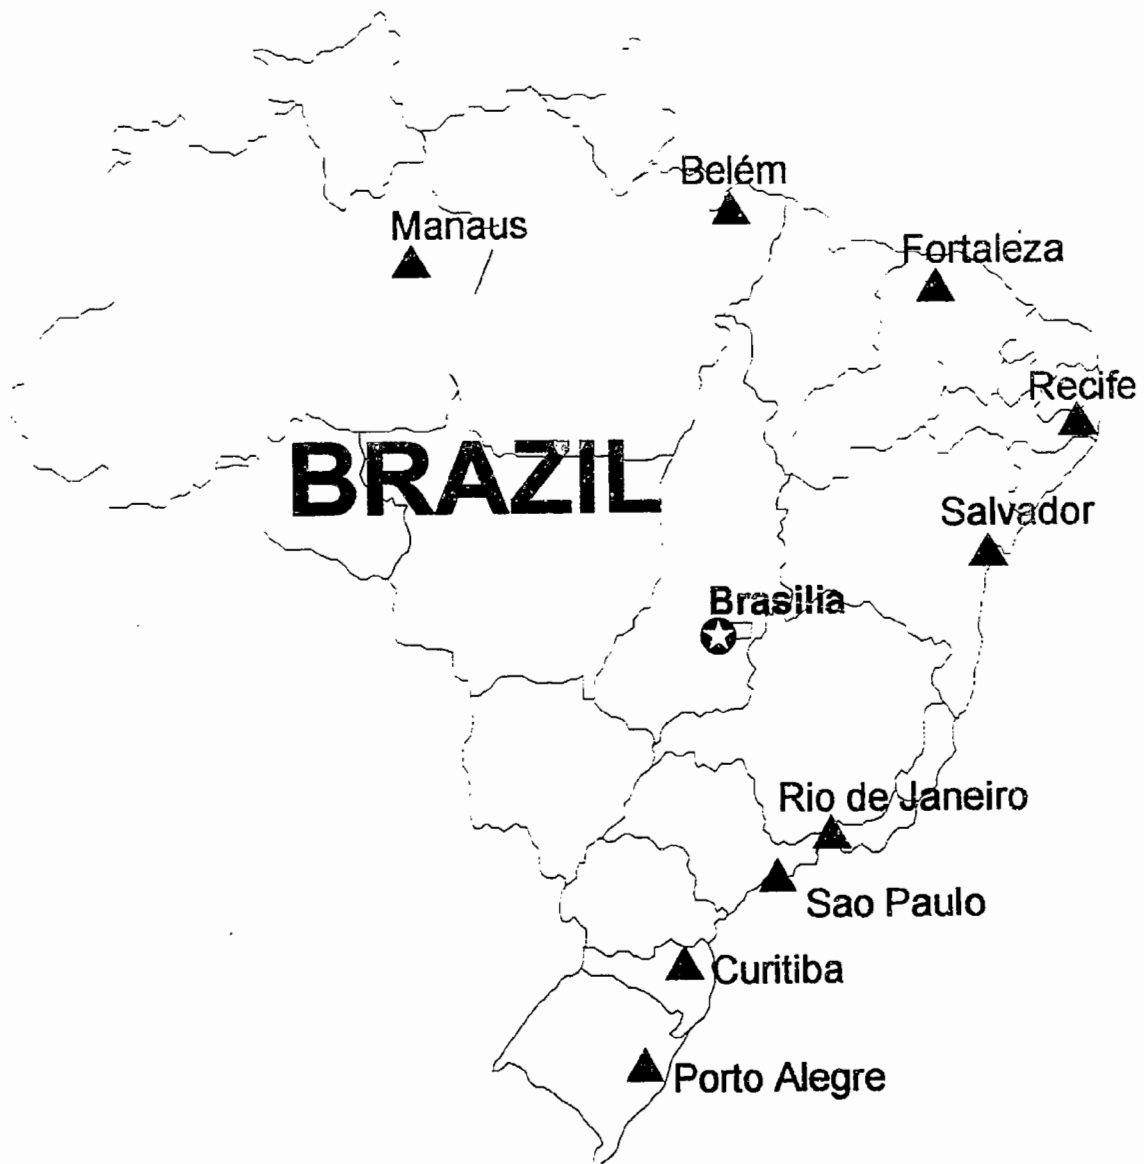 Belém
Manaus
Fortaleza
Recife
BRAZIL
Salvador
Brasilia
Rio de Janeiro
Sao Paulo
Curitiba
Porto Alegre